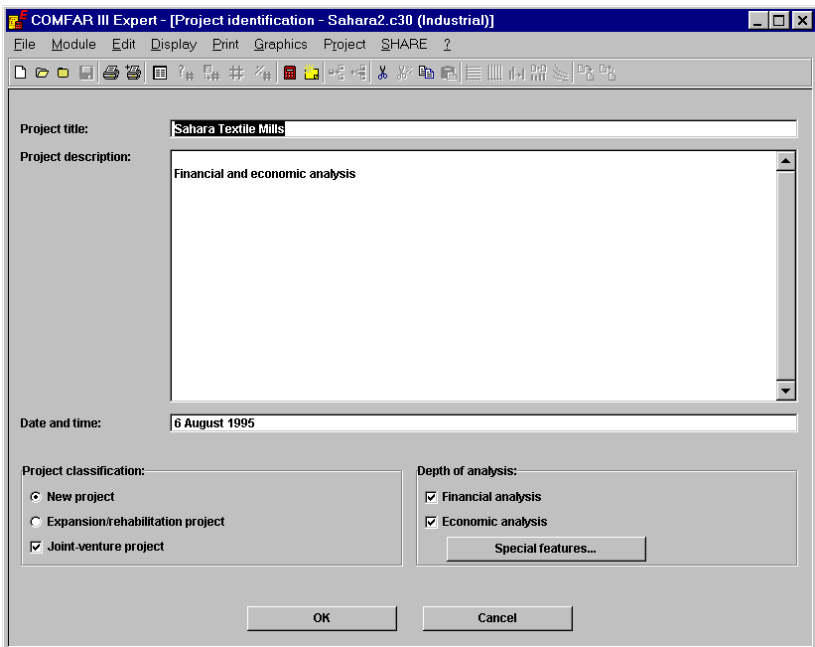 COMFAR III Expert - [Project identification - Sahara2.c30 (Industrial)]
File Module Edit Display Print Graphics Project SHARE ?
Project title: Sahara Textile Mills
Project description:
Financial and economic analysis
Date and time: 6 August 1995
Project classification: Depth of analysis:
New project Financial analysis
Expansion/rehabilitation project Economic analysis
Joint-venture project Special features...
OK Cancel